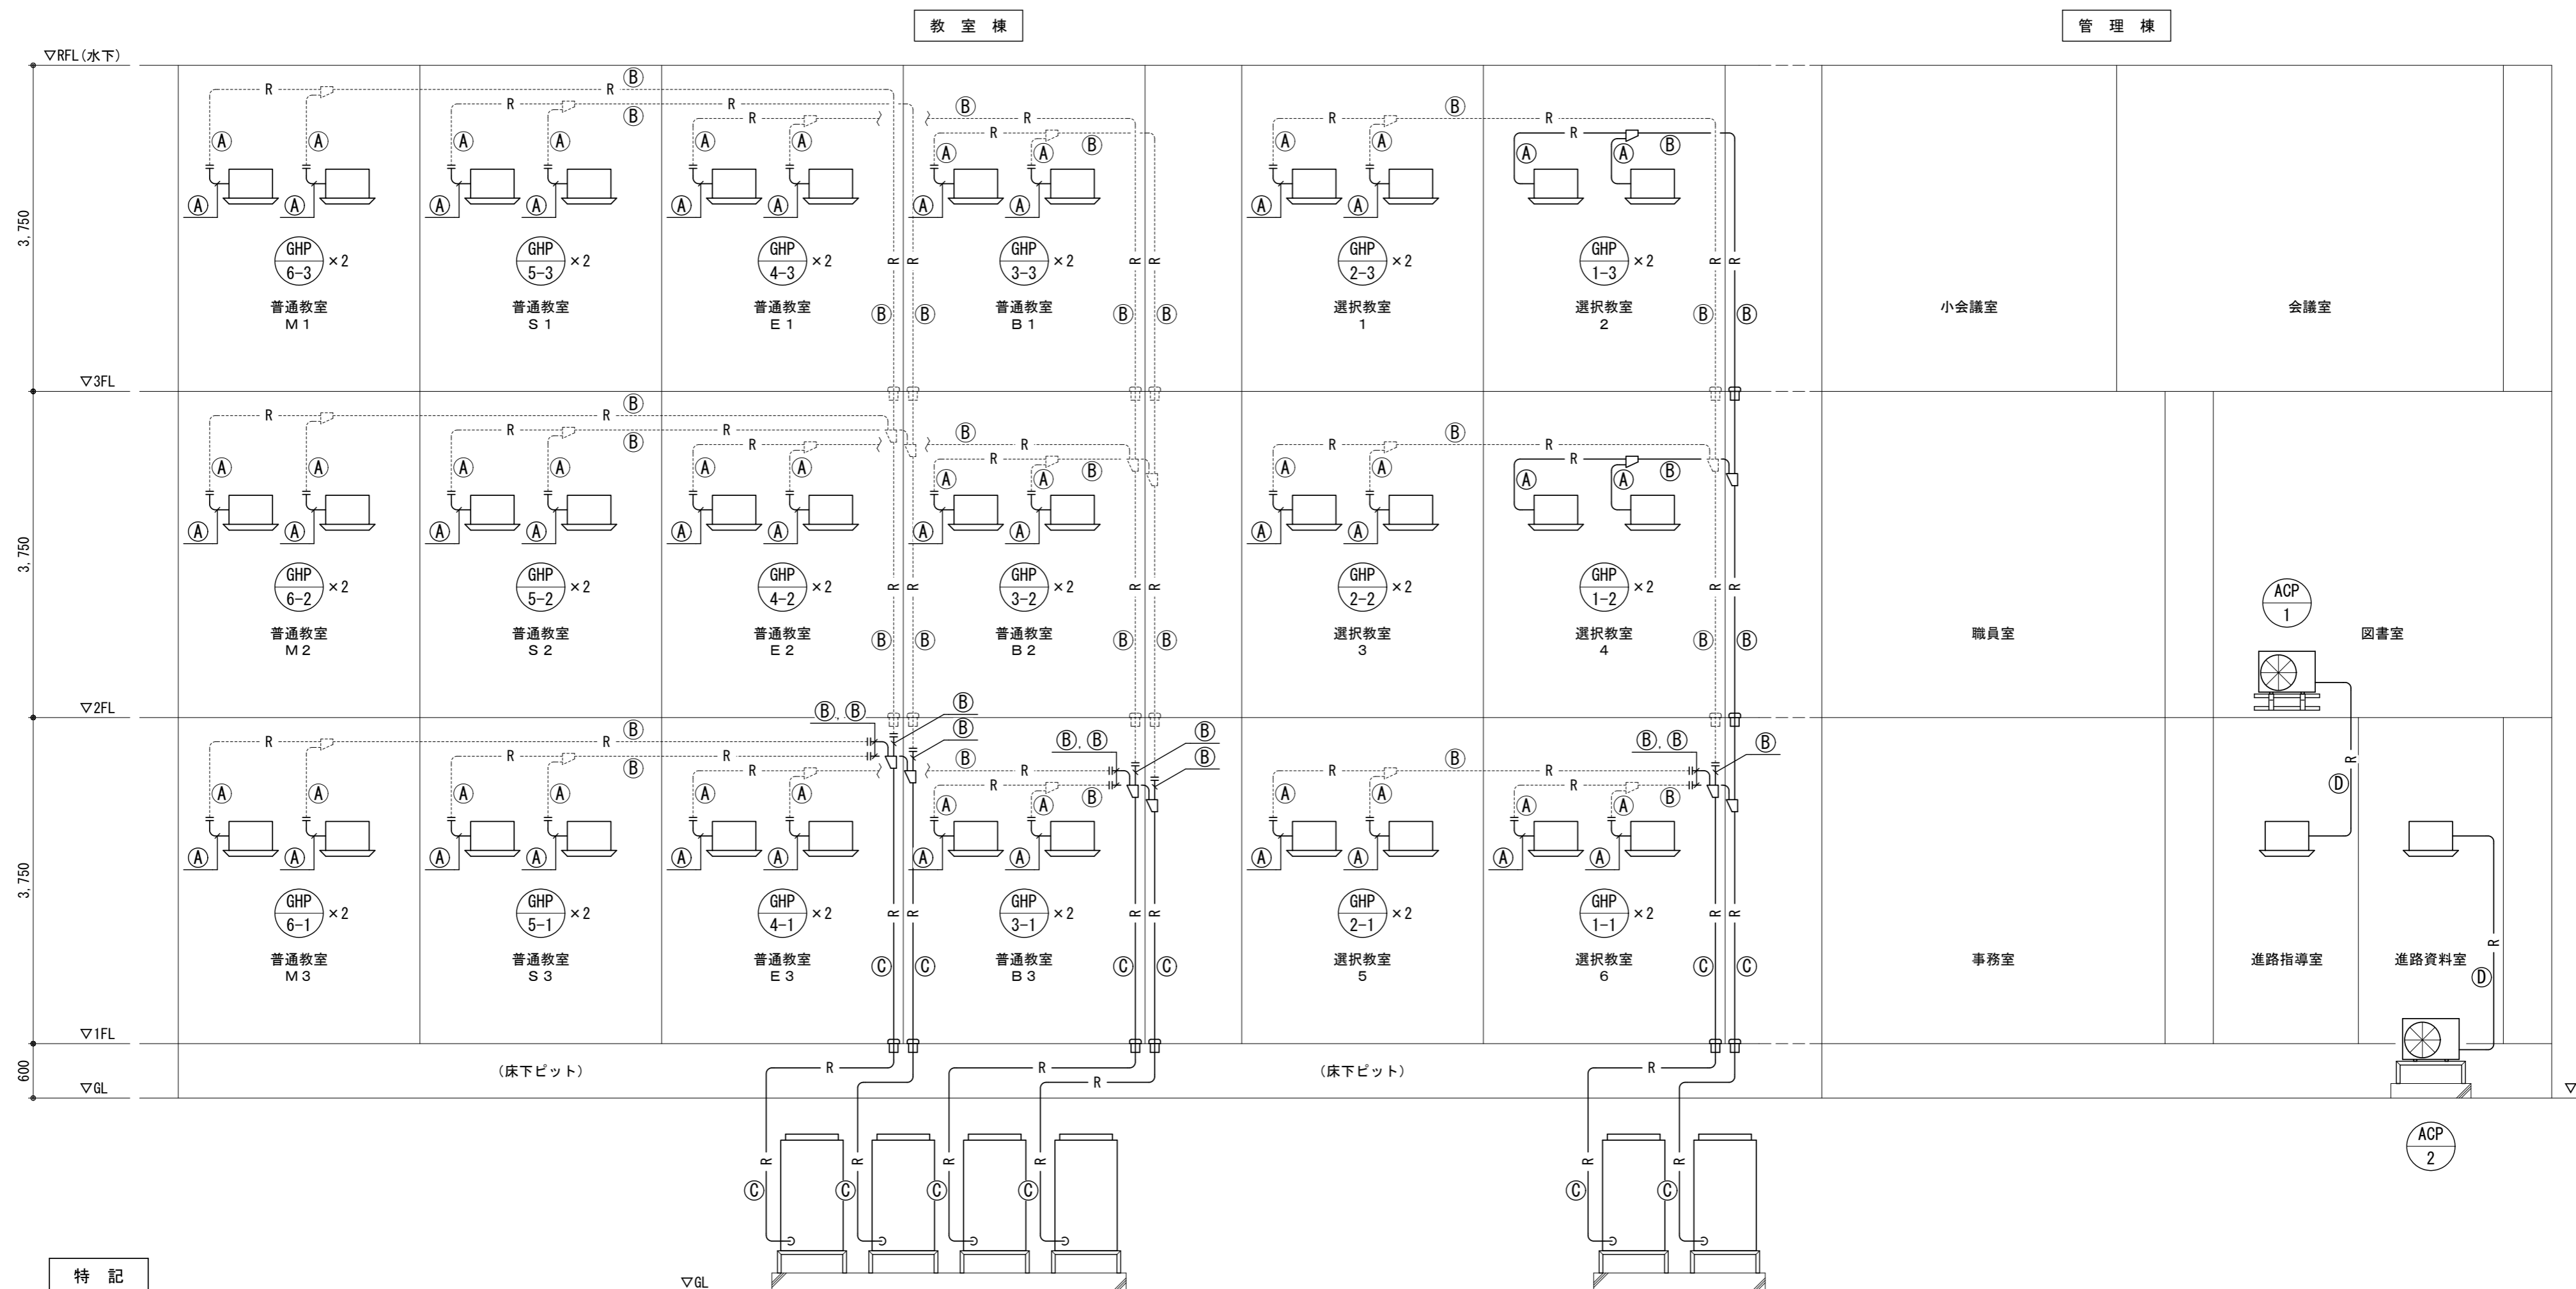 教 室 棟
管 理 棟
▽RFL(水下)
R R Ⓑ
R R Ⓑ
R Ⓑ R
R Ⓑ
R Ⓑ R
R Ⓑ
Ⓐ Ⓐ Ⓐ Ⓐ Ⓐ Ⓐ Ⓐ Ⓐ Ⓐ Ⓐ Ⓐ Ⓐ
Ⓐ Ⓐ Ⓐ Ⓐ Ⓐ Ⓐ Ⓐ Ⓐ Ⓐ Ⓐ
3,750
GHP 6-3 ×2
GHP 5-3 ×2
GHP 4-3 ×2
R R
GHP 3-3 ×2
R R
GHP 2-3 ×2
GHP 1-3 ×2
R R
普通教室
M1
普通教室
S1
普通教室
E1
普通教室
B1
選択教室
1
選択教室
2
小会議室
会議室
Ⓑ Ⓑ Ⓑ Ⓑ Ⓑ Ⓑ
▽3FL
R R Ⓑ
R R Ⓑ
R Ⓑ R
R Ⓑ
R Ⓑ R
R Ⓑ
Ⓐ Ⓐ Ⓐ Ⓐ Ⓐ Ⓐ Ⓐ Ⓐ Ⓐ Ⓐ Ⓐ Ⓐ
Ⓐ Ⓐ Ⓐ Ⓐ Ⓐ Ⓐ Ⓐ Ⓐ Ⓐ Ⓐ
3,750
GHP 6-2 ×2
GHP 5-2 ×2
GHP 4-2 ×2
R R
GHP 3-2 ×2
R R
GHP 2-2 ×2
GHP 1-2 ×2
R R
ACP 1
普通教室
M2
普通教室
S2
普通教室
E2
普通教室
B2
選択教室
3
選択教室
4
職員室
図書室
Ⓑ Ⓑ Ⓑ Ⓑ Ⓑ Ⓑ
▽2FL
Ⓑ,Ⓑ Ⓑ
Ⓑ
Ⓑ,Ⓑ Ⓑ
Ⓑ
Ⓑ,Ⓑ Ⓑ
R R Ⓑ
R R Ⓑ
R Ⓑ R
R Ⓑ
R Ⓑ R
R Ⓑ
R
Ⓓ
Ⓐ Ⓐ Ⓐ Ⓐ Ⓐ Ⓐ Ⓐ Ⓐ Ⓐ Ⓐ Ⓐ Ⓐ
Ⓐ Ⓐ Ⓐ Ⓐ Ⓐ Ⓐ Ⓐ Ⓐ Ⓐ Ⓐ Ⓐ Ⓐ
3,750
GHP 6-1 ×2
GHP 5-1 ×2
GHP 4-1 ×2
R R
GHP 3-1 ×2
R R
GHP 2-1 ×2
GHP 1-1 ×2
R R
R
普通教室
M3
普通教室
S3
普通教室
E3
普通教室
B3
選択教室
5
選択教室
6
事務室
進路指導室
進路資料室
Ⓒ Ⓒ Ⓒ Ⓒ Ⓒ Ⓒ
Ⓓ
▽1FL
600
(床下ピット)
(床下ピット)
R R R R
▽GL
▽
ACP 2
R R R R R R
Ⓒ Ⓒ Ⓒ Ⓒ Ⓒ Ⓒ
特 記
▽GL